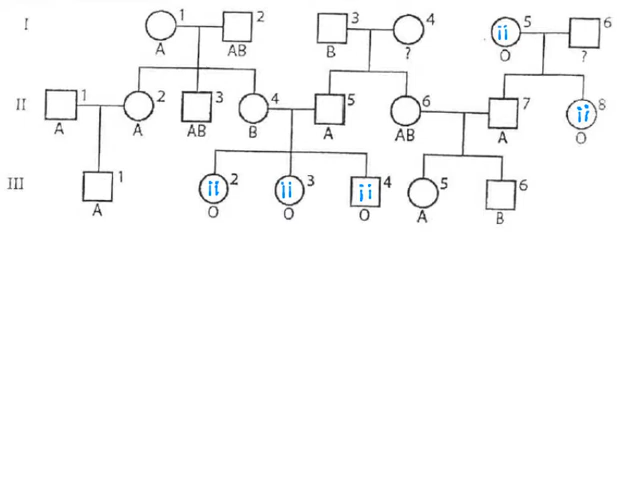 I 1 2 3 4 ii 5 6
A AB B ? O ?
II 1 2 3 4 5 6 7 ii 8
A A AB B A AB A O
III 1 ii 2 ii 3 ii 4 5 6
A O O O A B